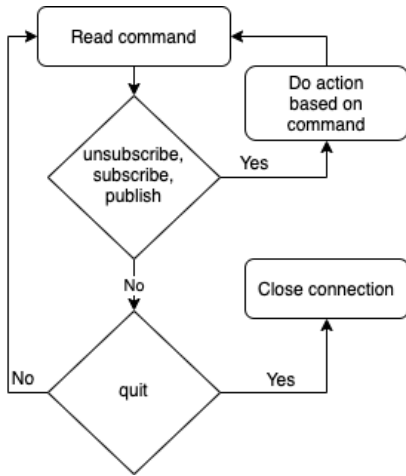 Read command
Do action
based on
command
unsubscribe,
subscribe,
publish
Yes
No
Close connection
No
quit
Yes